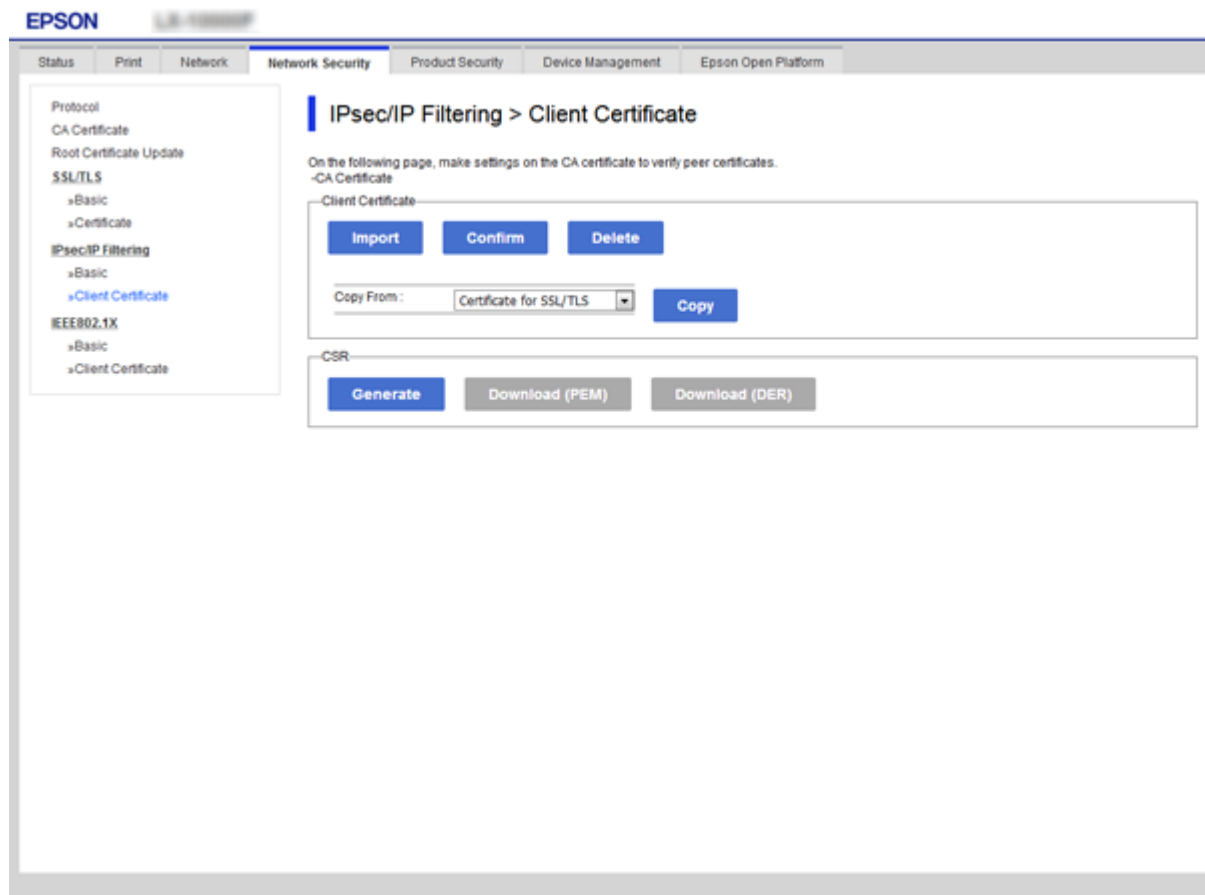 EPSON
Status Print Network Network Security Product Security Device Management Epson Open Platform
Protocol
CA Certificate
Root Certificate Update
SSL/TLS
»Basic
»Certificate
IPsec/IP Filtering
»Basic
»Client Certificate
IEEE802.1X
»Basic
»Client Certificate
IPsec/IP Filtering > Client Certificate
On the following page, make settings on the CA certificate to verify peer certificates.
-CA Certificate
Client Certificate
Import Confirm Delete
Copy From : Certificate for SSL/TLS Copy
CSR
Generate Download (PEM) Download (DER)